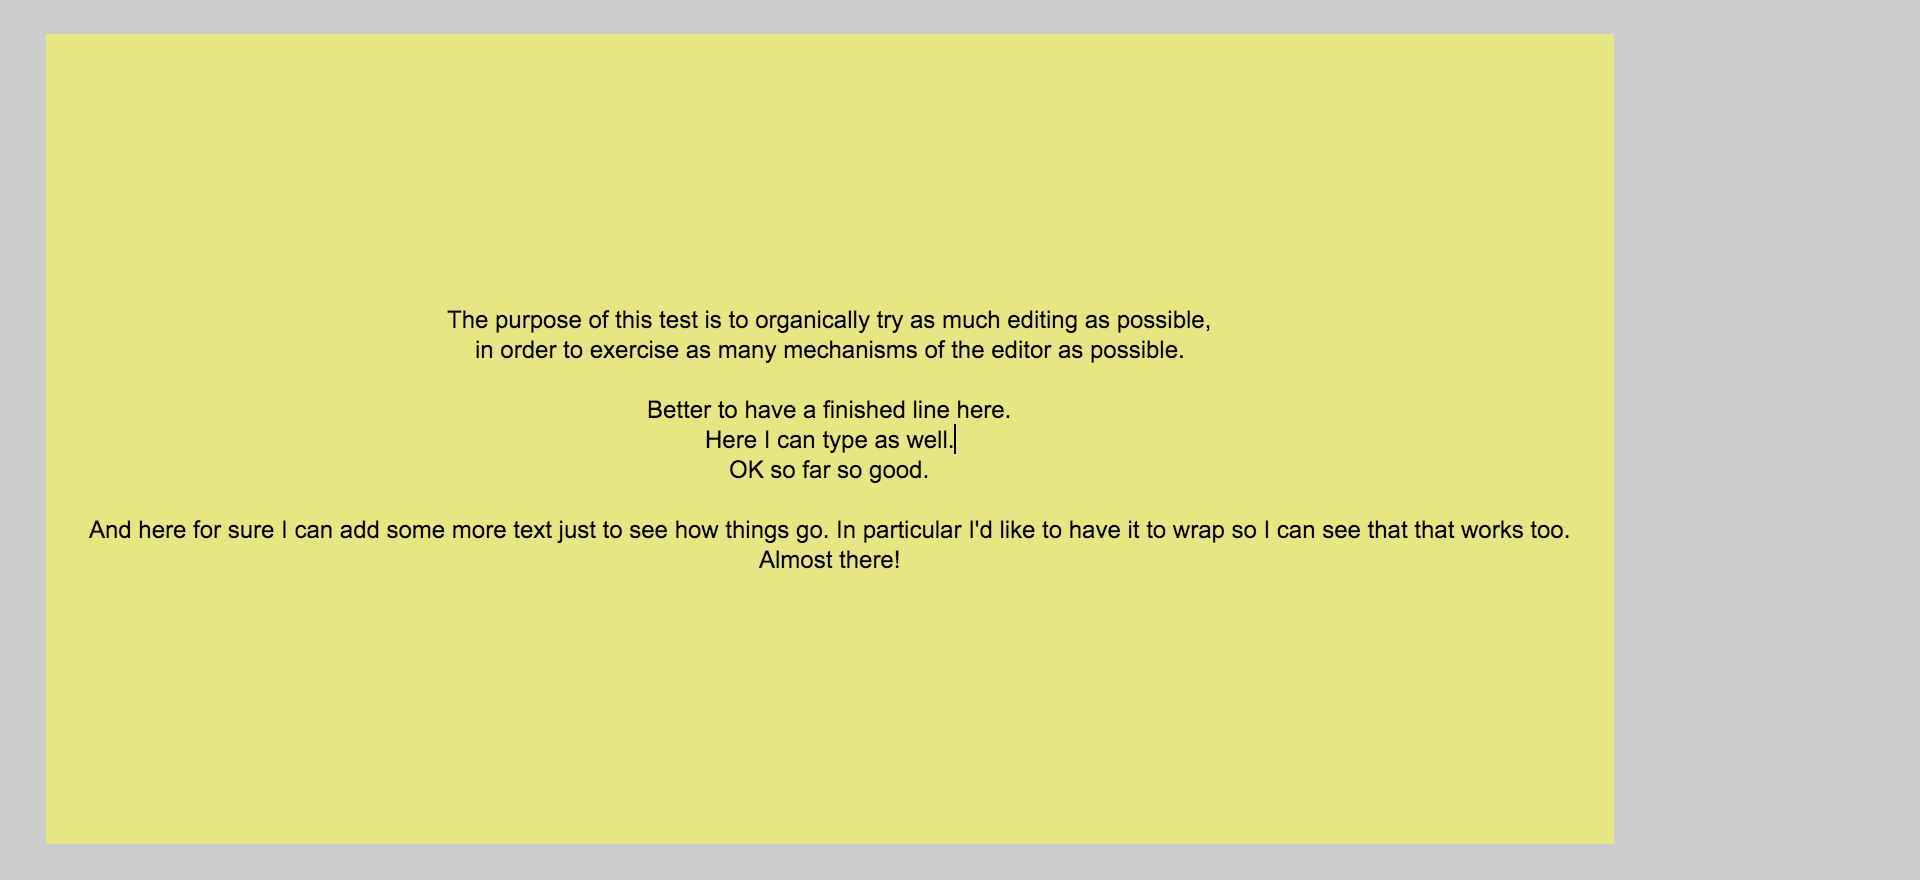 The purpose of this test is to organically try as much editing as possible,
in order to exercise as many mechanisms of the editor as possible.
Better to have a finished line here.
Here I can type as well.
OK so far so good.
And here for sure I can add some more text just to see how things go. In particular I'd like to have it to wrap so I can see that that works too.
Almost there!